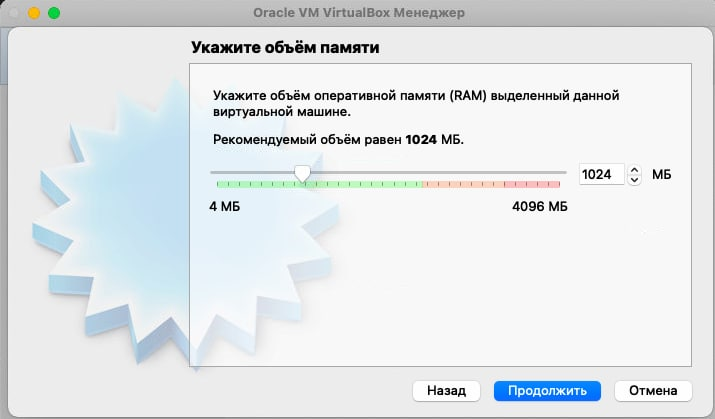 Oracle VM VirtualBox Менеджер
Укажите объём памяти
Укажите объём оперативной памяти (RAM) выделенный данной
виртуальной машине.
Рекомендуемый объём равен 1024 МБ.
1024 МБ
4 МБ 4096 МБ
Назад Продолжить Отмена